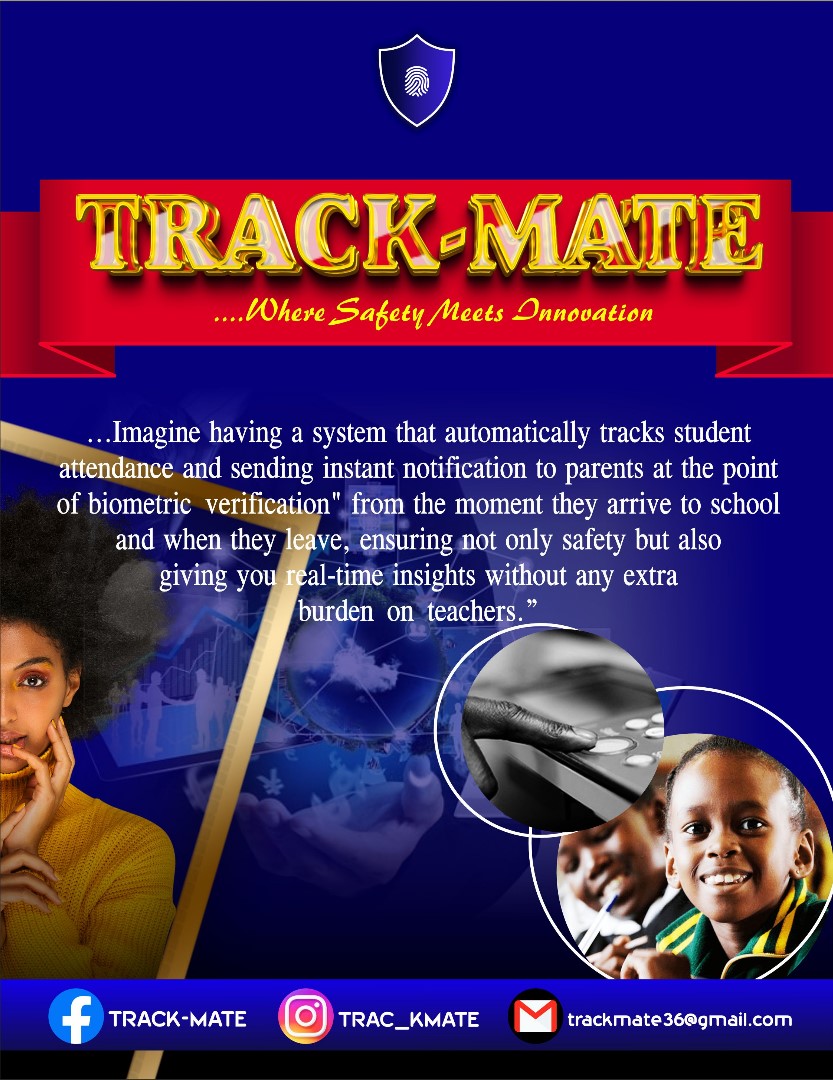 TRACK-MATE
....Where Safety Meets Innovation
...Imagine having a system that automatically tracks student
attendance and sending instant notification to parents at the point
of biometric verification" from the moment they arrive to school
and when they leave, ensuring not only safety but also
giving you real-time insights without any extra
burden on teachers.”
TRACK-MATE
TRAC_KMATE
trackmate36@gmail.com